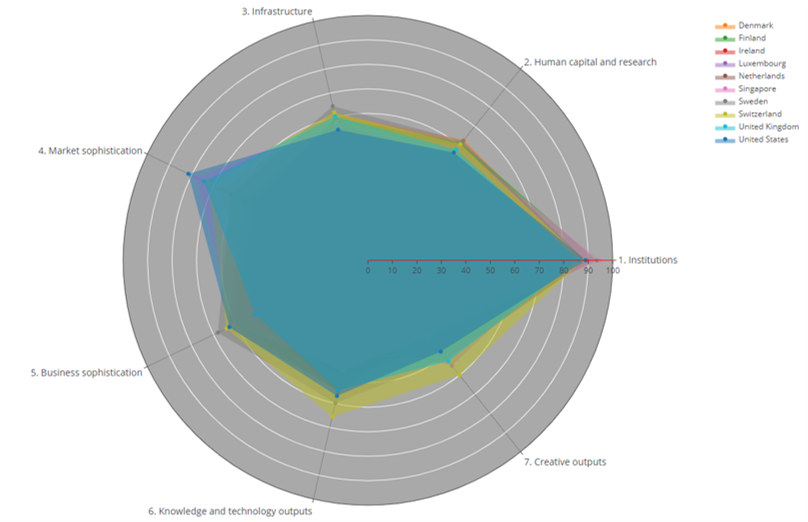 3. Infrastructure
2. Human capital and research
4. Market sophistication
1. Institutions
0 10 20 30 40 50 60 70 80 90 100
5. Business sophistication
7. Creative outputs
6. Knowledge and technology outputs
Denmark
Finland
Ireland
Luxembourg
Netherlands
Singapore
Sweden
Switzerland
United Kingdom
United States